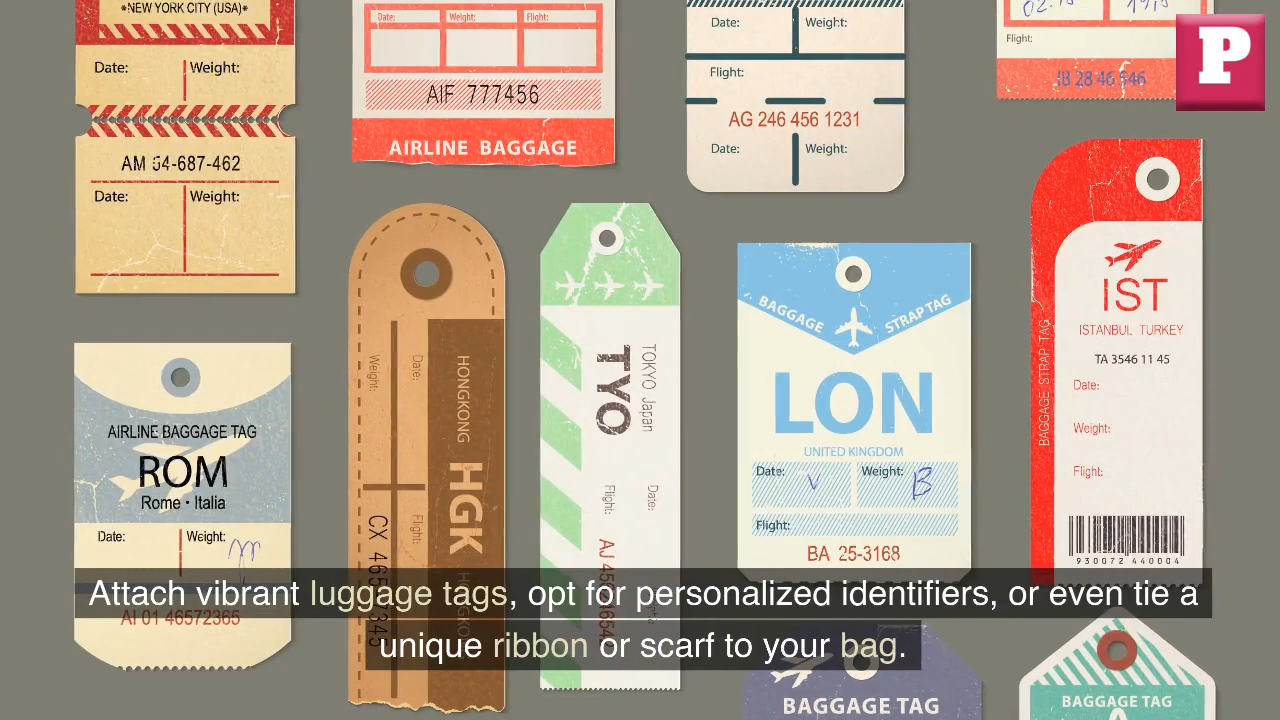 *NEW YORK CITY (USA)*
Date: Weight:
AM 04-687-462
Date: Weight:
Date: Weight: Flight:
AIF 777456
AIRLINE BAGGAGE
Date: Weight:
Flight:
AG 246 456 1231
Date: Weight:
Flight:
IB 28 46 546
P
AIRLINE BAGGAGE TAG
ROM
Rome • Italia
Date: Weight:
AI 01 46572365
HONGKONG
HGK
Date:
Weight:
Flight:
TOKYO Japan
TYO
Date:
Flight:
BAGGAGE STRAP TAG
LON
UNITED KINGDOM
Date: V Weight: B
Flight:
BA 25-3168
BAGGAGE STRAP TAG
IST
ISTANBUL TURKEY
TA 3546 11 45
Date:
Weight:
Flight:
930072 440004
Attach vibrant luggage tags, opt for personalized identifiers, or even tie a
unique ribbon or scarf to your bag.
BAGGAGE TAG
BAGGAGE TAG